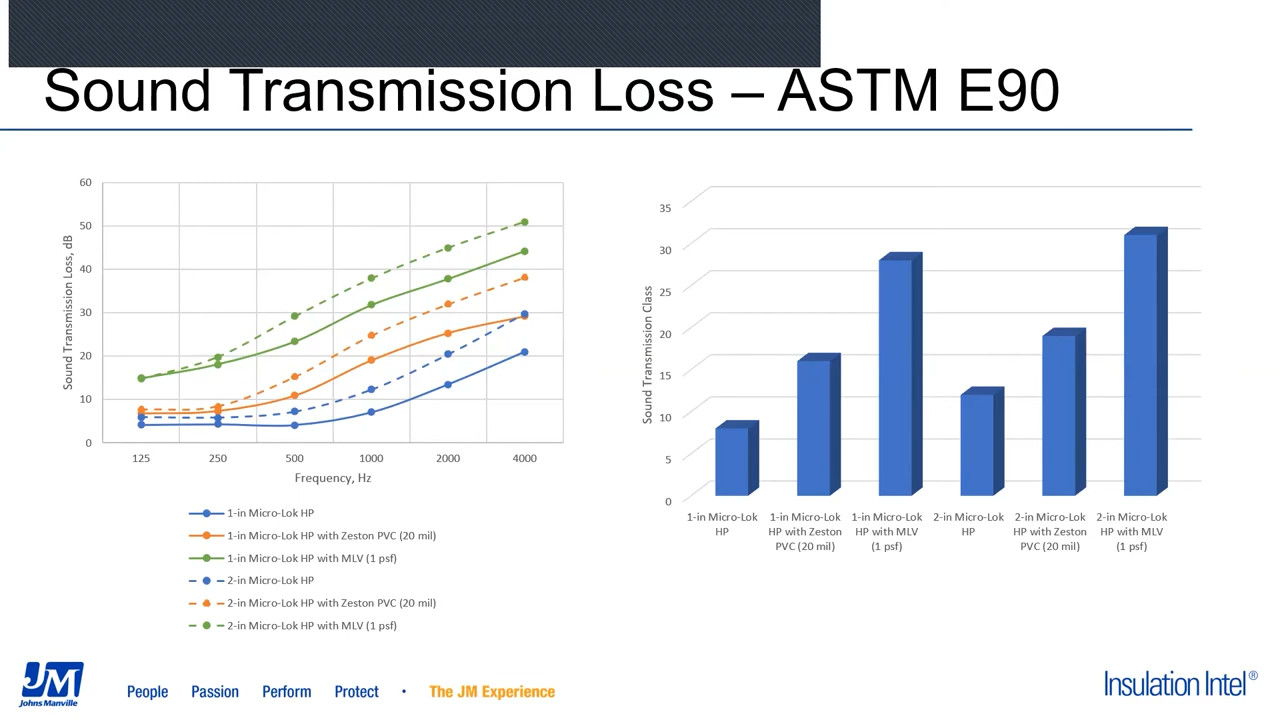 Sound Transmission Loss – ASTM E90
60
50
40
30
20
10
0
Sound Transmission Loss, dB
125 250 500 1000 2000 4000
Frequency, Hz
1-in Micro-Lok HP
1-in Micro-Lok HP with Zeston PVC (20 mil)
1-in Micro-Lok HP with MLV (1 psf)
2-in Micro-Lok HP
2-in Micro-Lok HP with Zeston PVC (20 mil)
2-in Micro-Lok HP with MLV (1 psf)
35
30
25
20
15
10
5
0
Sound Transmission Class
1-in Micro-Lok
HP
1-in Micro-Lok
HP with Zeston
PVC (20 mil)
1-in Micro-Lok
HP with MLV
(1 psf)
2-in Micro-Lok
HP
2-in Micro-Lok
HP with Zeston
PVC (20 mil)
2-in Micro-Lok
HP with MLV
(1 psf)
JM
Johns Manville
People Passion Perform Protect • The JM Experience
Insulation Intel®